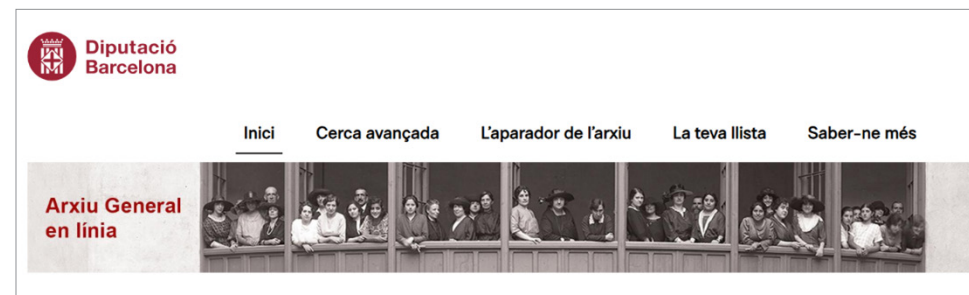 Diputació
Barcelona
Inici Cerca avançada L'aparador de l'arxiu La teva llista Saber-ne més
Arxiu General
en línia